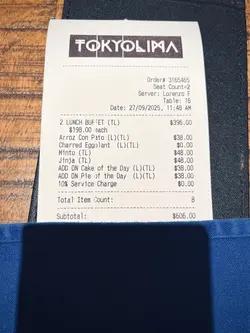 TOKYOLIMA
Order# 3165465
Seat Count=2
Server: Lorenzo F
Table: 16
Date: 27/09/2025, 11:48 AM
2 LUNCH BUFFET (TL) $396.00
$198.00 each
Arroz Con Pato (L)(TL) $38.00
Charred Eggplant (L)(TL) $0.00
Mintu (TL) $48.00
Jinja (TL) $48.00
ADD ON Cake of the Day (L)(TL) $38.00
ADD ON Pie of the Day (L)(TL) $38.00
10% Service Charge $0.00
Total Item Count: 8
Subtotal: $606.00